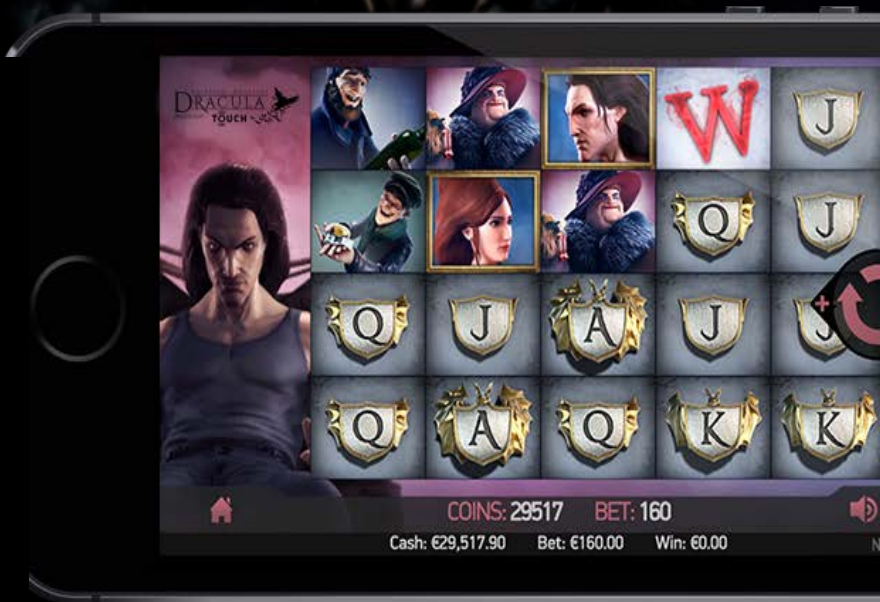 DRACULA
TOUCH
W J
Q J
Q J A J J
Q A Q K K
COINS: 29517 BET: 160
Cash: €29,517.90 Bet: €160.00 Win: €0.00
N